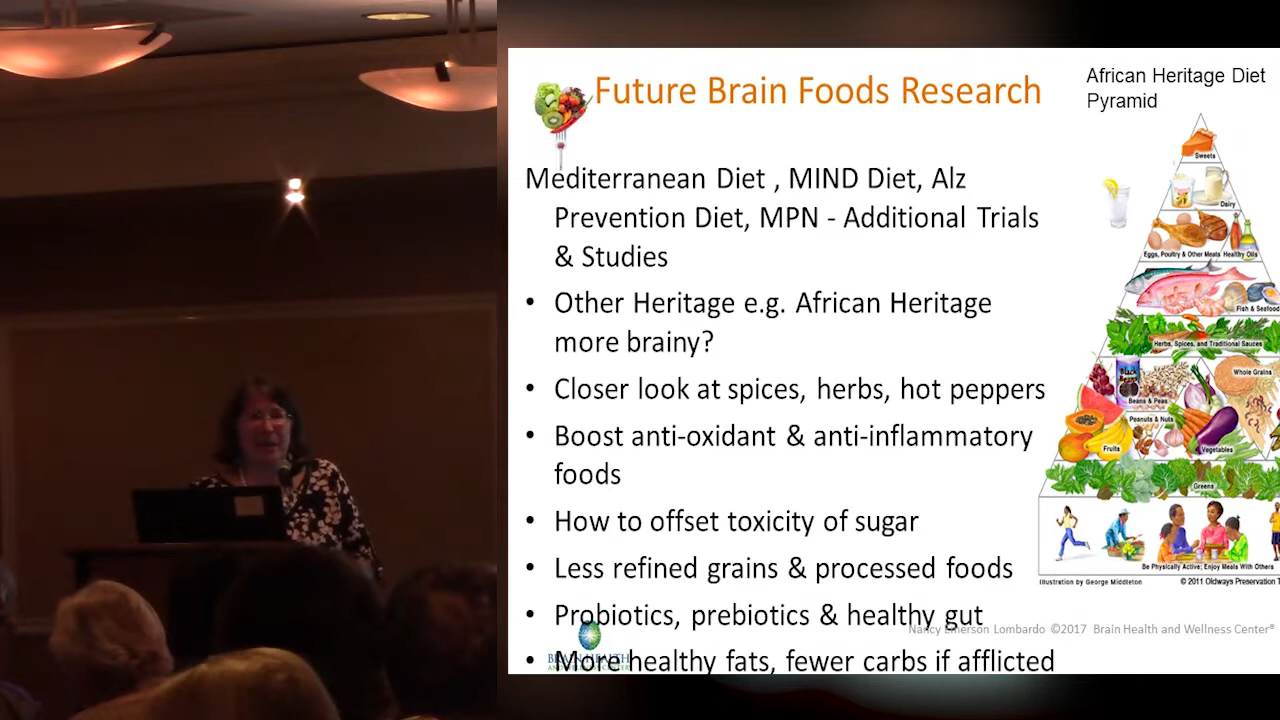 Future Brain Foods Research
Mediterranean Diet , MIND Diet, Alz
Prevention Diet, MPN - Additional Trials
& Studies
• Other Heritage e.g. African Heritage
more brainy?
• Closer look at spices, herbs, hot peppers
• Boost anti-oxidant & anti-inflammatory
foods
• How to offset toxicity of sugar
• Less refined grains & processed foods
• Probiotics, prebiotics & healthy gut
• More healthy fats, fewer carbs if afflicted
African Heritage Diet
Pyramid
Sweets
Dairy
Eggs, Poultry & Other Meats Healthy Oils
Fish & Seafood
Herbs, Spices, and Traditional Sauces
Black
Beans
Whole Grains
Beans & Peas
Peanuts & Nuts
Fruits
Vegetables
Greens
Be Physically Active; Enjoy Meals With Others
Illustration by George Middleton
© 2011 Oldways Preservation
Nancy Emerson Lombardo ©2017 Brain Health and Wellness Center®
BRAIN HEALTH